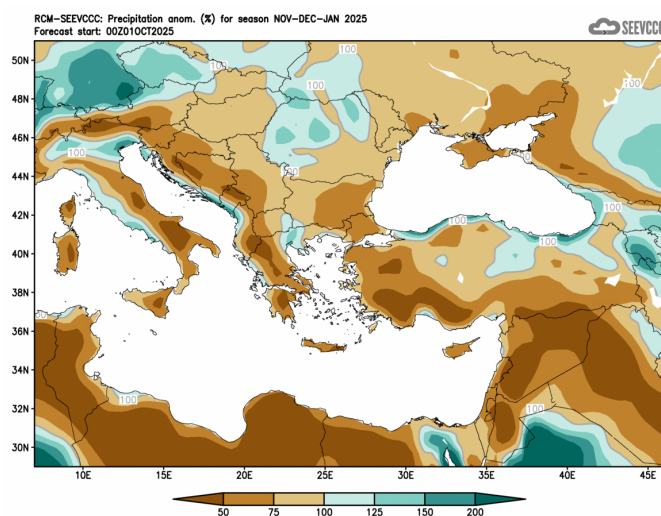 RCM-SEEVCCC: Precipitation anom. (%) for season NOV-DEC-JAN 2025
Forecast start: 00Z01OCT2025
SEEVCCC
50N
48N
46N
44N
42N
40N
38N
36N
34N
32N
30N
100
100
100
100
100
100
100
100
100
100
100
10E
15E
20E
25E
30E
35E
40E
45E
50 75 100 125 150 200